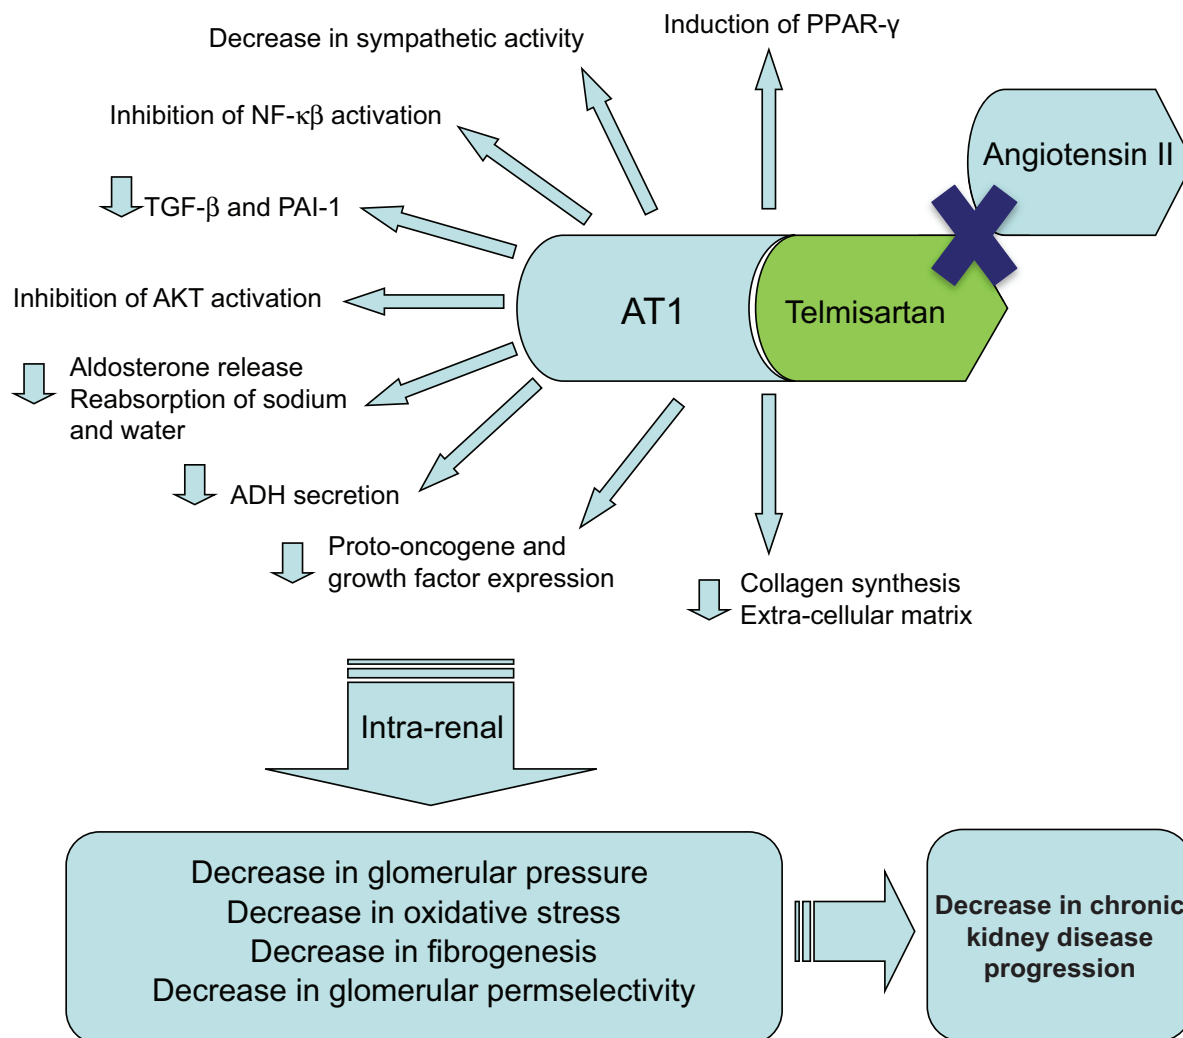 Decrease in sympathetic activity
Induction of PPAR-γ
Inhibition of NF-κβ activation
Angiotensin II
TGF-β and PAI-1
Inhibition of AKT activation
AT1
Telmisartan
Aldosterone release
Reabsorption of sodium
and water
ADH secretion
Proto-oncogene and
growth factor expression
Collagen synthesis
Extra-cellular matrix
Intra-renal
Decrease in glomerular pressure
Decrease in oxidative stress
Decrease in fibrogenesis
Decrease in glomerular permselectivity
Decrease in chronic
kidney disease
progression